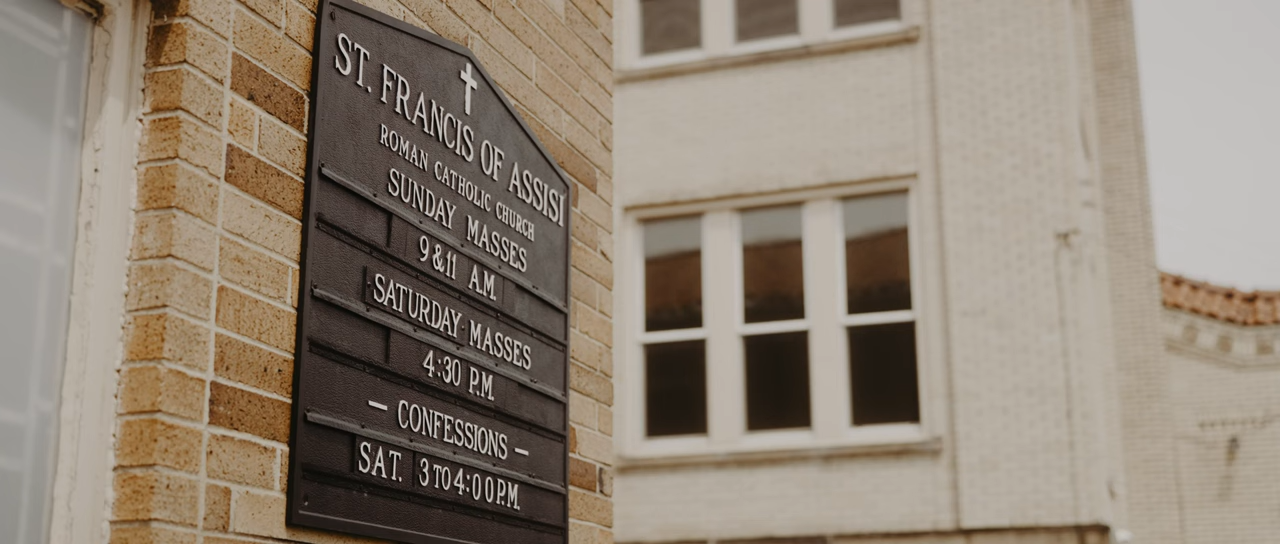 ST. FRANCIS OF ASSISI
ROMAN CATHOLIC CHURCH
SUNDAY MASSES
9 & 11 A.M.
SATURDAY MASSES
4:30 P.M.
— CONFESSIONS —
SAT. 3 TO 4:00 P.M.